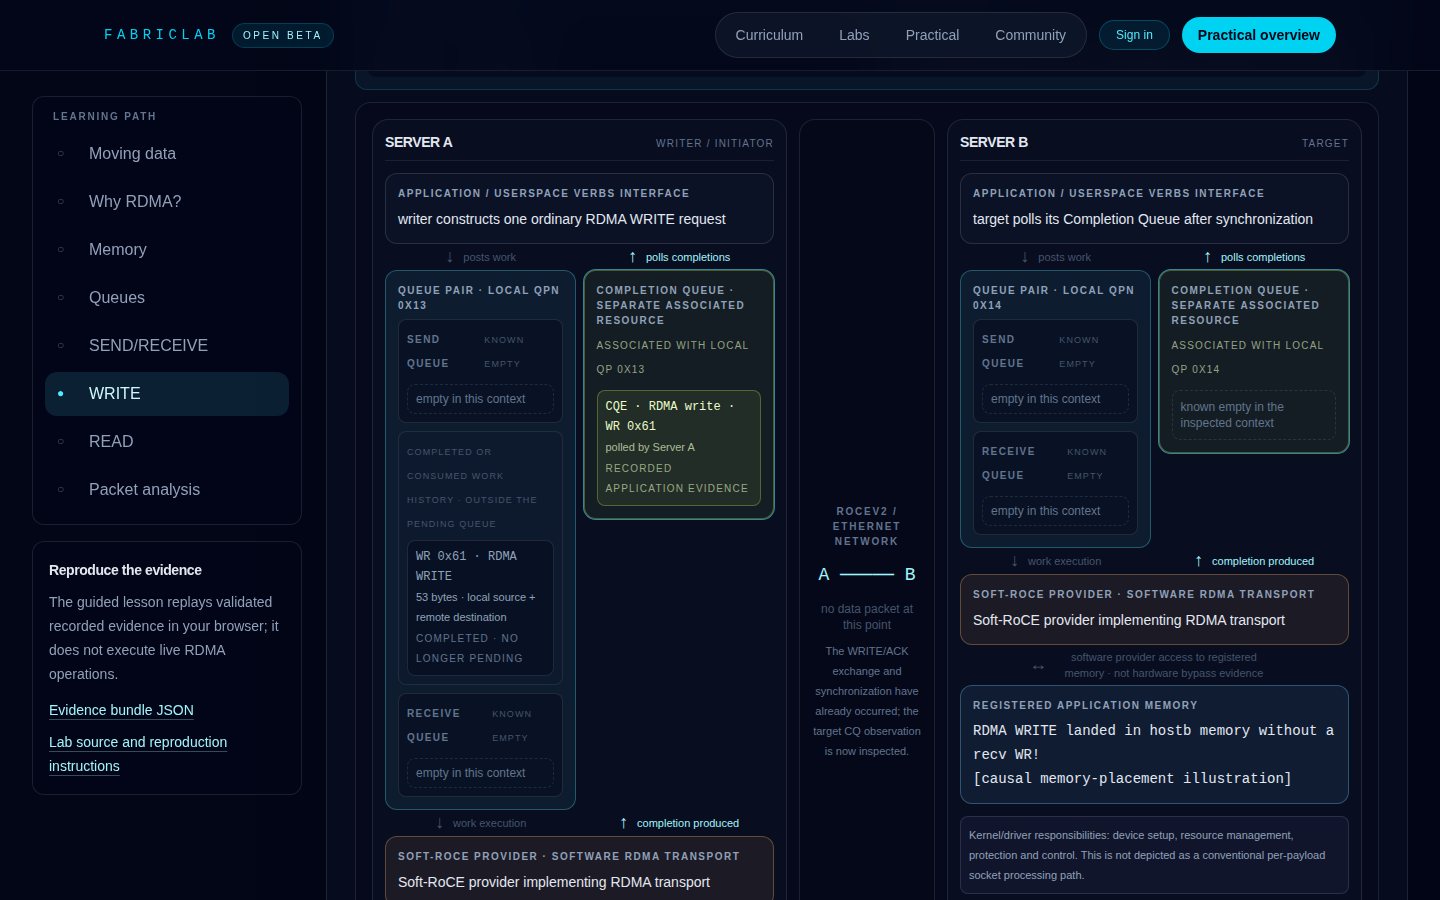 FABRICLAB
OPEN BETA
Curriculum
Labs
Practical
Community
Sign in
Practical overview
LEARNING PATH
Moving data
Why RDMA?
Memory
Queues
SEND/RECEIVE
WRITE
READ
Packet analysis
Reproduce the evidence
The guided lesson replays validated
recorded evidence in your browser; it
does not execute live RDMA
operations.
Evidence bundle JSON
Lab source and reproduction
instructions
SERVER A
WRITER / INITIATOR
APPLICATION / USERSPACE VERBS INTERFACE
writer constructs one ordinary RDMA WRITE request
↓ posts work
↑ polls completions
QUEUE PAIR · LOCAL QPN
0X13
SEND
QUEUE
KNOWN
EMPTY
empty in this context
COMPLETED OR
CONSUMED WORK
HISTORY · OUTSIDE THE
PENDING QUEUE
WR 0x61 · RDMA
WRITE
53 bytes · local source +
remote destination
COMPLETED · NO
LONGER PENDING
RECEIVE
QUEUE
KNOWN
EMPTY
empty in this context
COMPLETION QUEUE ·
SEPARATE ASSOCIATED
RESOURCE
ASSOCIATED WITH LOCAL
QP 0X13
CQE · RDMA write ·
WR 0x61
polled by Server A
RECORDED
APPLICATION EVIDENCE
↓ work execution
↑ completion produced
SOFT-ROCE PROVIDER · SOFTWARE RDMA TRANSPORT
Soft-RoCE provider implementing RDMA transport
ROCEV2 /
ETHERNET
NETWORK
A ───── B
no data packet at
this point
The WRITE/ACK
exchange and
synchronization have
already occurred; the
target CQ observation
is now inspected.
SERVER B
TARGET
APPLICATION / USERSPACE VERBS INTERFACE
target polls its Completion Queue after synchronization
↓ posts work
↑ polls completions
QUEUE PAIR · LOCAL QPN
0X14
SEND
QUEUE
KNOWN
EMPTY
empty in this context
RECEIVE
QUEUE
KNOWN
EMPTY
empty in this context
COMPLETION QUEUE ·
SEPARATE ASSOCIATED
RESOURCE
ASSOCIATED WITH LOCAL
QP 0X14
known empty in the
inspected context
↓ work execution
↑ completion produced
SOFT-ROCE PROVIDER · SOFTWARE RDMA TRANSPORT
Soft-RoCE provider implementing RDMA transport
↔ software provider access to registered
memory · not hardware bypass evidence
REGISTERED APPLICATION MEMORY
RDMA WRITE landed in hostb memory without a
recv WR!
[causal memory-placement illustration]
Kernel/driver responsibilities: device setup, resource management,
protection and control. This is not depicted as a conventional per-payload
socket processing path.